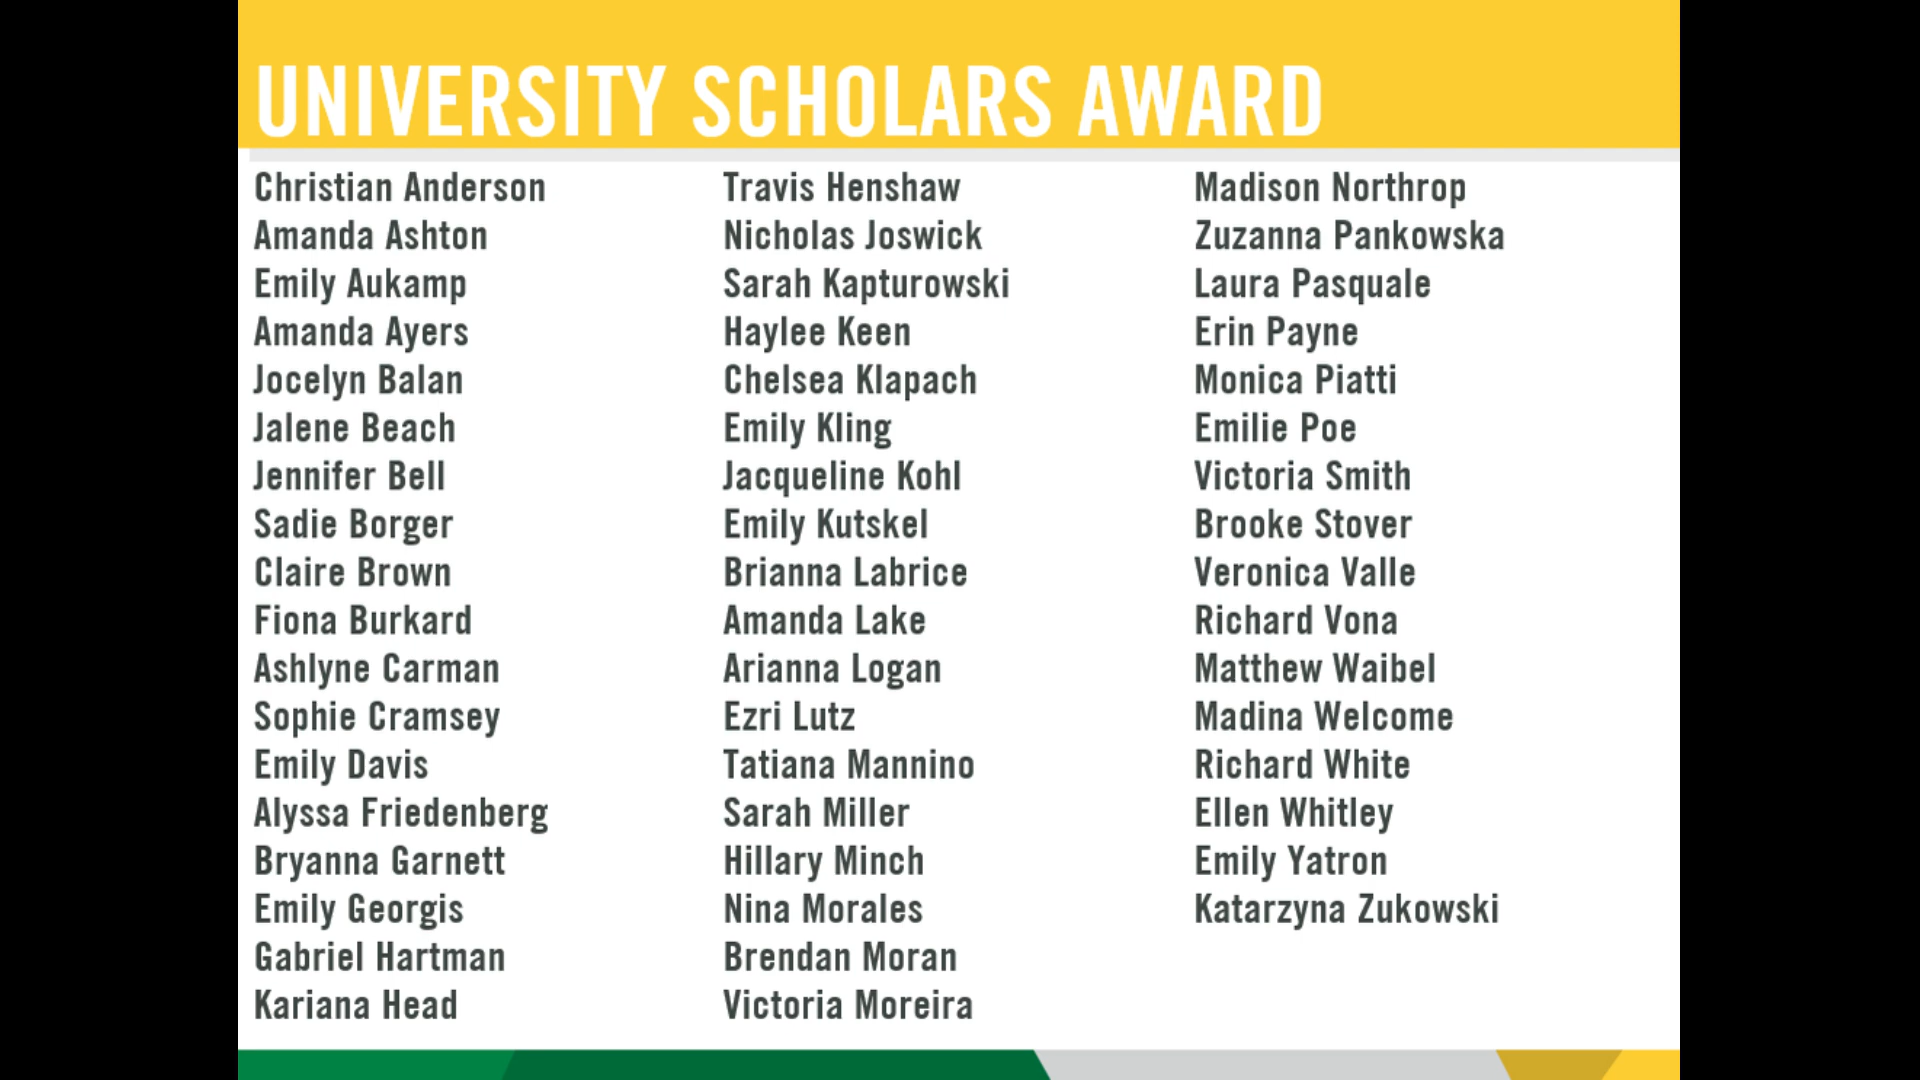 UNIVERSITY SCHOLARS AWARD
Christian Anderson
Amanda Ashton
Emily Aukamp
Amanda Ayers
Jocelyn Balan
Jalene Beach
Jennifer Bell
Sadie Borger
Claire Brown
Fiona Burkard
Ashlyne Carman
Sophie Cramsey
Emily Davis
Alyssa Friedenberg
Bryanna Garnett
Emily Georgis
Gabriel Hartman
Kariana Head
Travis Henshaw
Nicholas Joswick
Sarah Kapturowski
Haylee Keen
Chelsea Klapach
Emily Kling
Jacqueline Kohl
Emily Kutskel
Brianna Labrice
Amanda Lake
Arianna Logan
Ezri Lutz
Tatiana Mannino
Sarah Miller
Hillary Minch
Nina Morales
Brendan Moran
Victoria Moreira
Madison Northrop
Zuzanna Pankowska
Laura Pasquale
Erin Payne
Monica Piatti
Emilie Poe
Victoria Smith
Brooke Stover
Veronica Valle
Richard Vona
Matthew Waibel
Madina Welcome
Richard White
Ellen Whitley
Emily Yatron
Katarzyna Zukowski